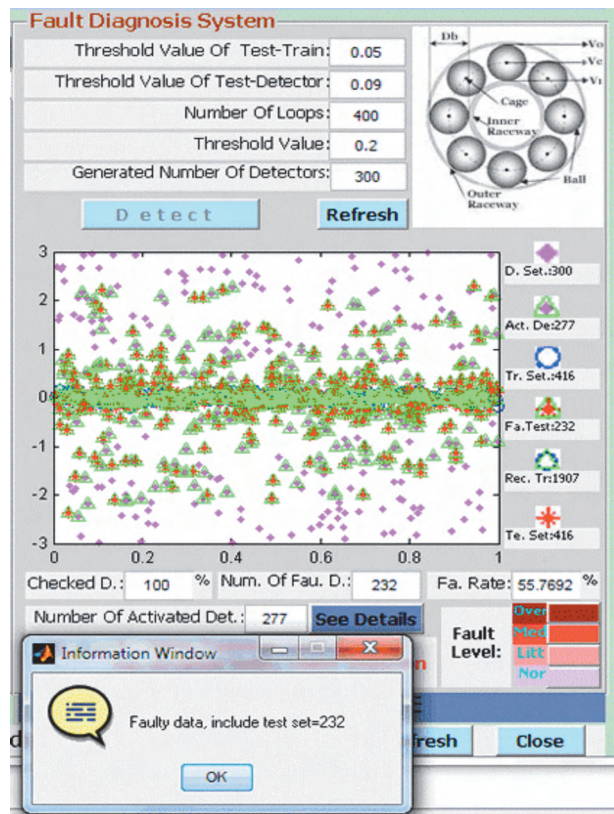 Fault Diagnosis System
Threshold Value Of Test-Train: 0.05
Threshold Value Of Test-Detector: 0.09
Number Of Loops: 400
Threshold Value: 0.2
Generated Number Of Detectors: 300
Detect Refresh
Db
Vo
Vc
Vi
Cage
Inner
Raceway
Ball
Outer
Raceway
3
2
1
0
-1
-2
-3
0 0.2 0.4 0.6 0.8 1
D. Set.:300
Act. De:277
Tr. Set.:416
Fa.Test:232
Rec. Tr:1907
Te. Set:416
Checked D.: 100 % Num. Of Fau. D.: 232 Fa. Rate: 55.7692 %
Number Of Activated Det.: 277 See Details
Fault
Level:
Over
Med
Litt
Nor
Information Window
Faulty data, include test set=232
OK
fresh Close